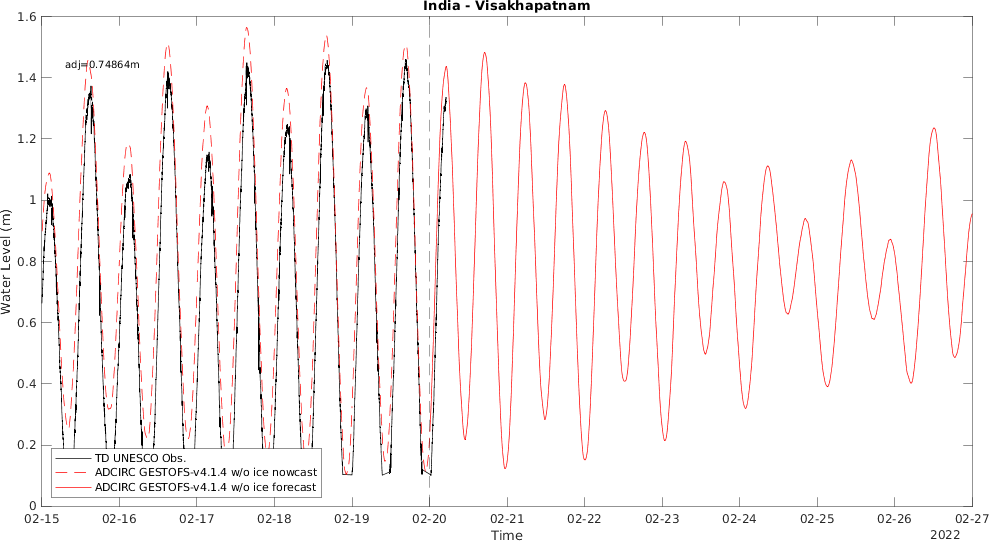 India - Visakhapatnam
adj=0.74864m
Water Level (m)
1.6
1.4
1.2
1
0.8
0.6
0.4
0.2
0
TD UNESCO Obs.
ADCIRC GESTOFS-v4.1.4 w/o ice nowcast
ADCIRC GESTOFS-v4.1.4 w/o ice forecast
02-15 02-16 02-17 02-18 02-19 02-20 02-21 02-22 02-23 02-24 02-25 02-26 02-27
Time
2022